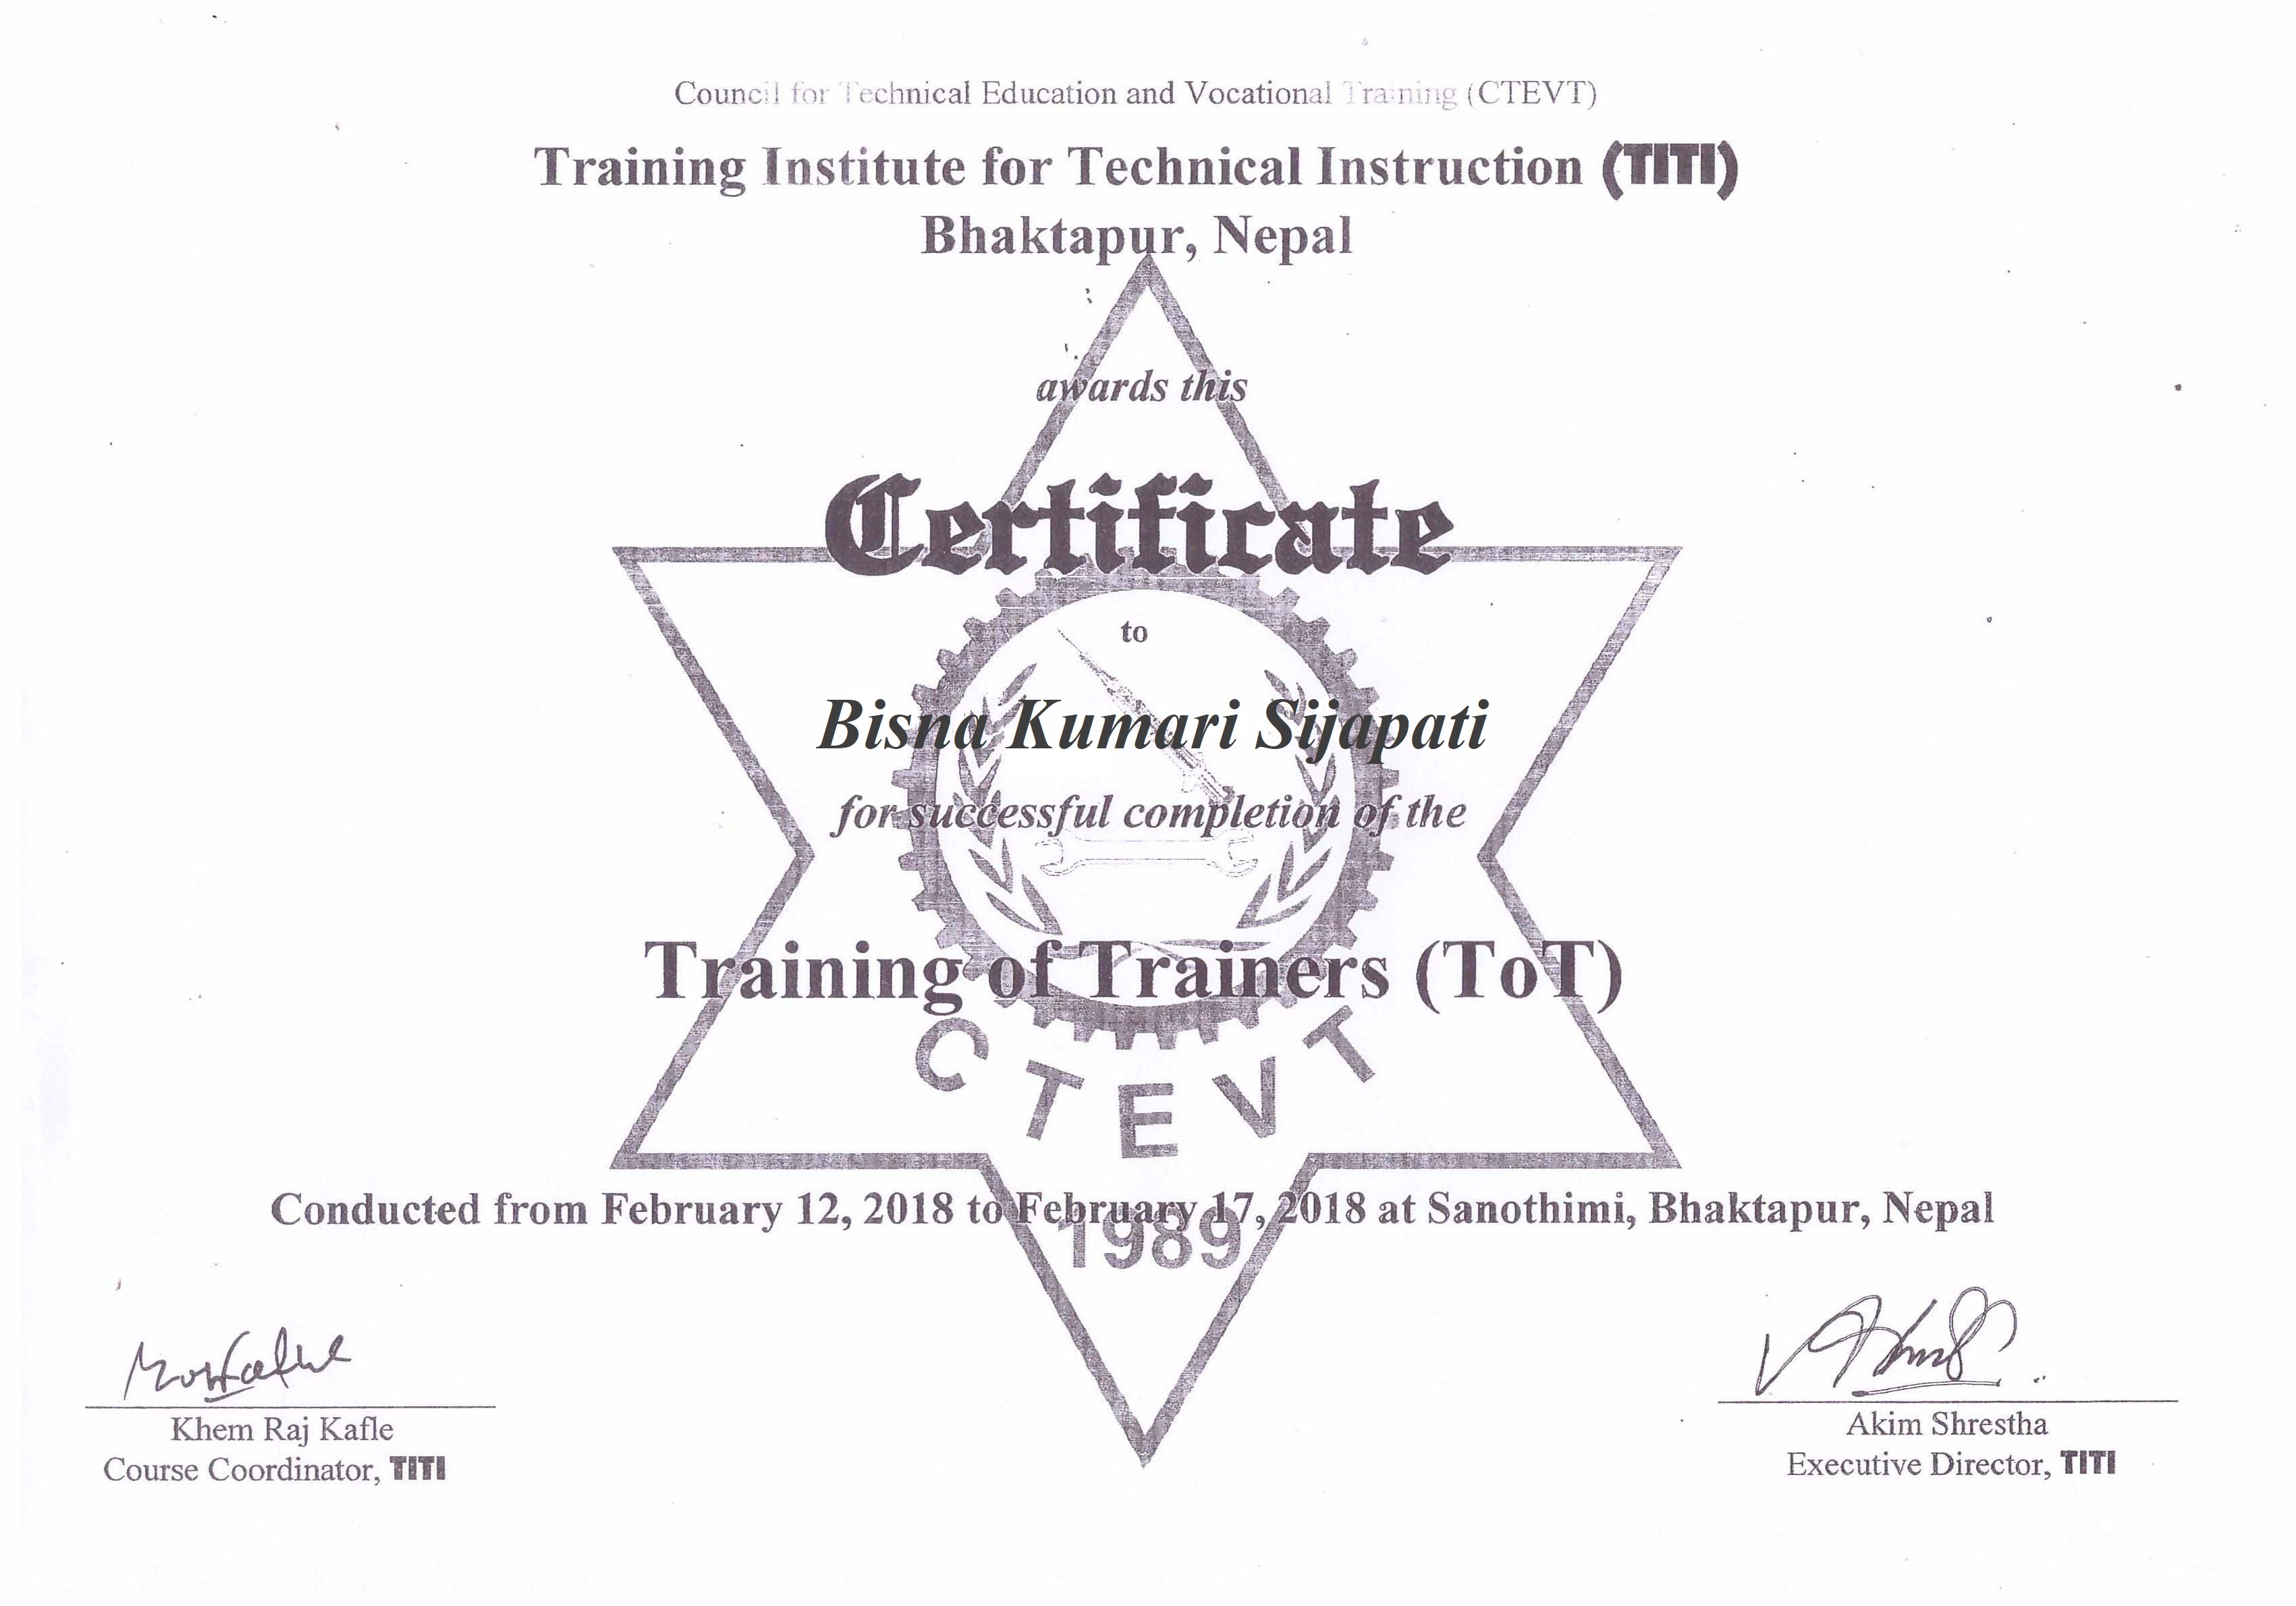 Council for Technical Education and Vocational Training (CTEVT)
Training Institute for Technical Instruction (TITI)
Bhaktapur, Nepal
awards this
Certificate
to
Bisna Kumari Sijapati
for successful completion of the
Training of Trainers (ToT)
CTEVT
Conducted from February 12, 2018 to February 17, 2018 at Sanothimi, Bhaktapur, Nepal
1989
Khem Raj Kafle
Course Coordinator, TITI
Akim Shrestha
Executive Director, TITI